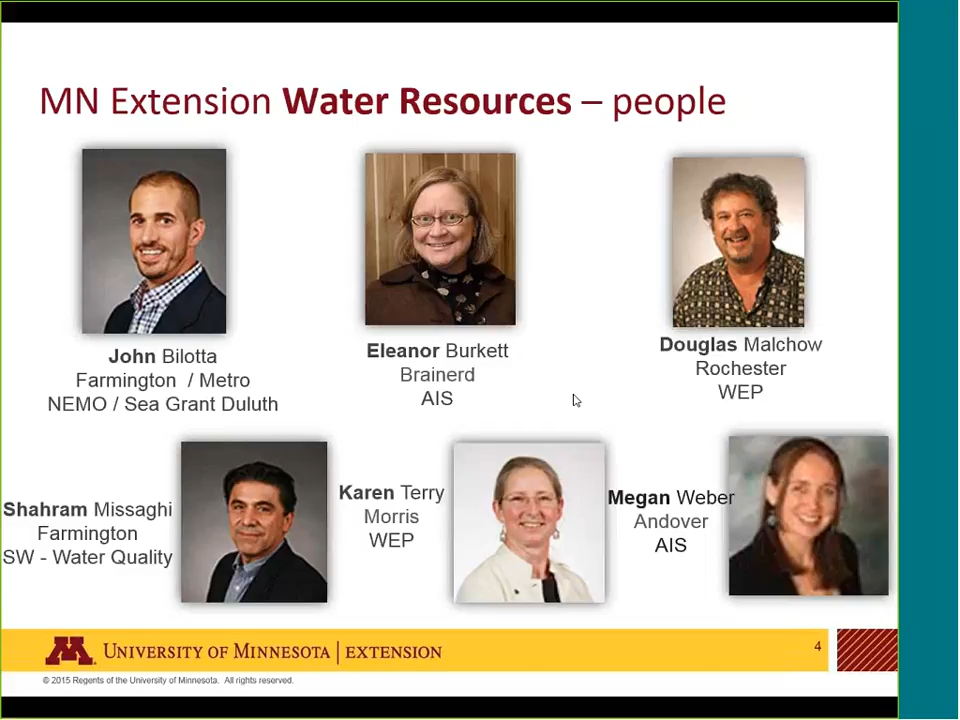 MN Extension Water Resources – people
John Bilotta
Farmington / Metro
NEMO / Sea Grant Duluth
Eleanor Burkett
Brainerd
AIS
Douglas Malchow
Rochester
WEP
Shahram Missaghi
Farmington
SW - Water Quality
Karen Terry
Morris
WEP
Megan Weber
Andover
AIS
M
UNIVERSITY OF MINNESOTA | EXTENSION
4
© 2015 Regents of the University of Minnesota. All rights reserved.